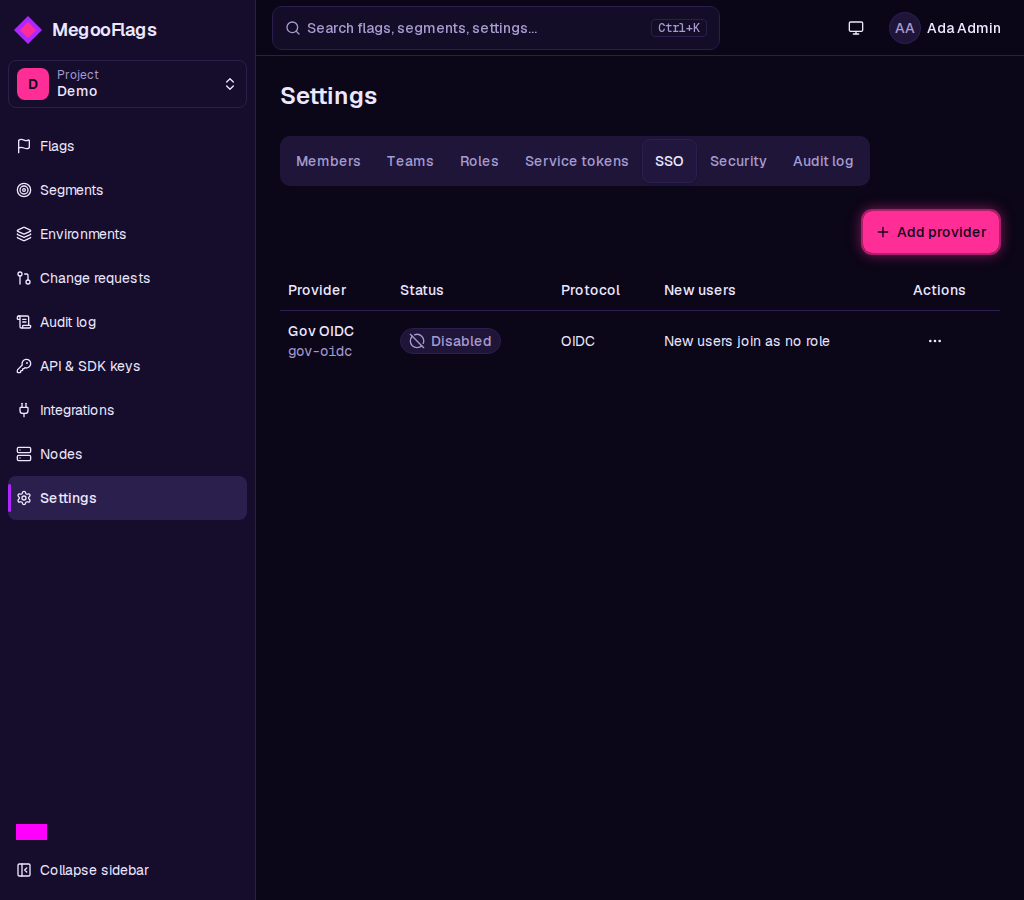 MegooFlags
Search flags, segments, settings...
Ctrl+K
AA
Ada Admin
D
Project
Demo
Flags
Segments
Environments
Change requests
Audit log
API & SDK keys
Integrations
Nodes
Settings
Collapse sidebar
Settings
Members
Teams
Roles
Service tokens
SSO
Security
Audit log
Add provider
Provider
Status
Protocol
New users
Actions
Gov OIDC
gov-oidc
Disabled
OIDC
New users join as no role